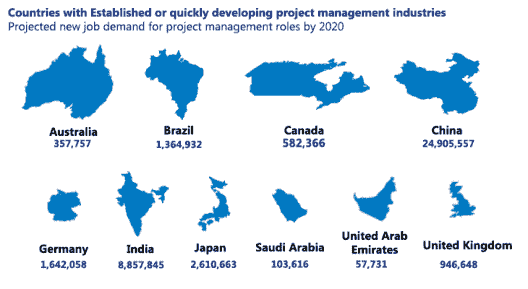 Countries with Established or quickly developing project management industries
Projected new job demand for project management roles by 2020
Australia
357,757
Brazil
1,364,932
Canada
582,366
China
24,905,557
Germany
1,642,058
India
8,857,845
Japan
2,610,663
Saudi Arabia
103,616
United Arab
Emirates
57,731
United Kingdom
946,648